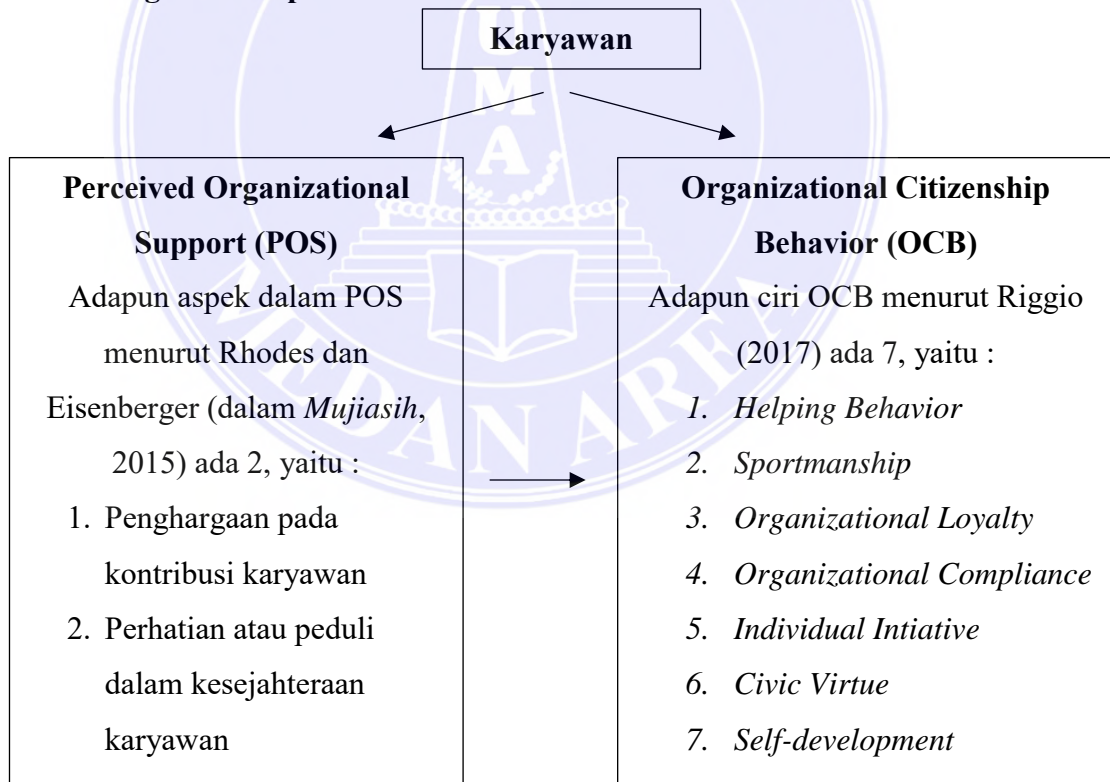 Karyawan
U
M
A
Perceived Organizational
Support (POS)
Adapun aspek dalam POS
menurut Rhodes dan
Eisenberger (dalam Mujiasih,
2015) ada 2, yaitu :
1. Penghargaan pada
kontribusi karyawan
2. Perhatian atau peduli
dalam kesejahteraan
karyawan
Organizational Citizenship
Behavior (OCB)
Adapun ciri OCB menurut Riggio
(2017) ada 7, yaitu :
1. Helping Behavior
2. Sportmanship
3. Organizational Loyalty
4. Organizational Compliance
5. Individual Intiative
6. Civic Virtue
7. Self-development
MEDAN AREA